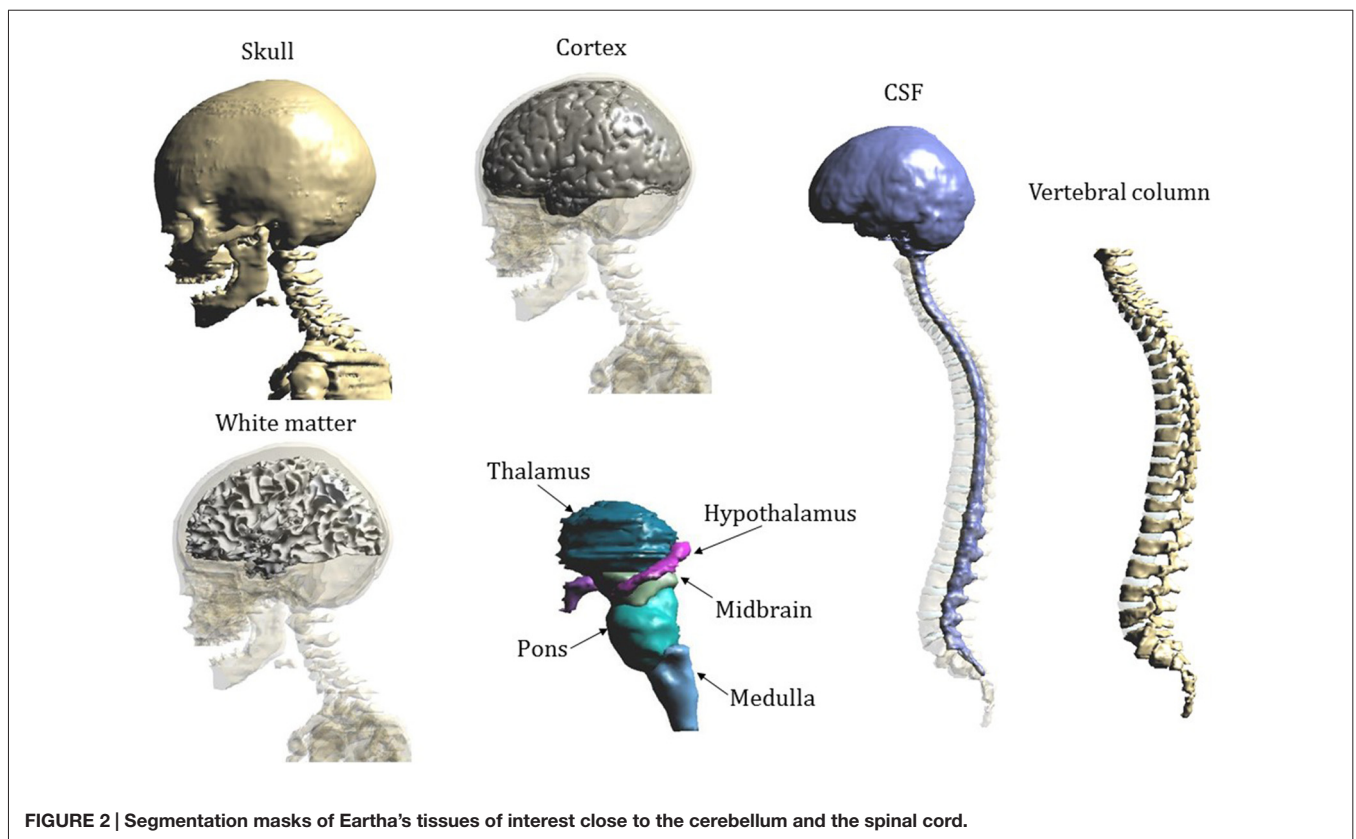 Skull
Cortex
CSF
Vertebral column
White matter
Thalamus
Hypothalamus
Midbrain
Pons
Medulla
FIGURE 2 | Segmentation masks of Eartha’s tissues of interest close to the cerebellum and the spinal cord.